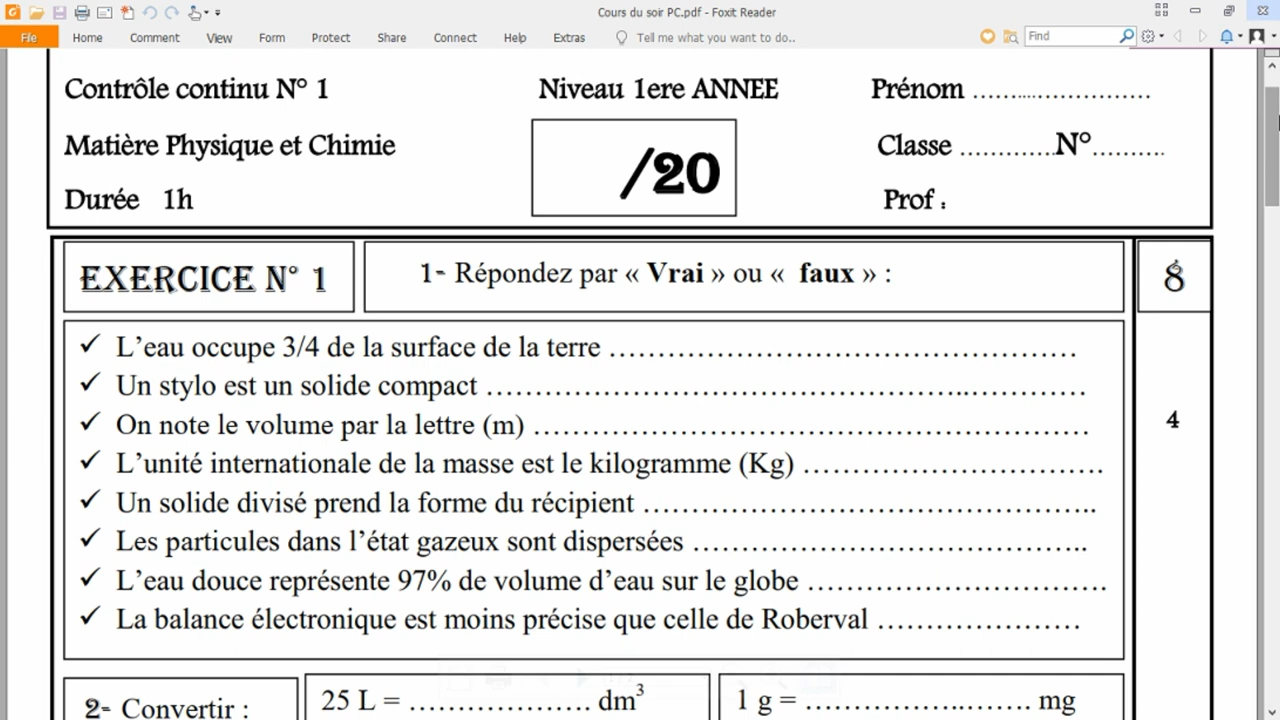 Cours du soir PC.pdf - Foxit Reader
File Home Comment View Form Protect Share Connect Help Extras Tell me what you want to do.. Find
Contrôle continu N° 1 Niveau 1ere ANNEE Prénom ................................
Matière Physique et Chimie /20 Classe .............N°..........
Durée 1h Prof :
EXERCICE N° 1 1- Répondez par « Vrai » ou « faux » : 8
✓ L’eau occupe 3/4 de la surface de la terre ……………………………………………
✓ Un stylo est un solide compact …………………………………………..…………
✓ On note le volume par la lettre (m) …………………………………………………… 4
✓ L’unité internationale de la masse est le kilogramme (Kg) ………………………….
✓ Un solide divisé prend la forme du récipient ………………………………………..
✓ Les particules dans l’état gazeux sont dispersées …………………………………..
✓ L’eau douce représente 97% de volume d’eau sur le globe ………………………….
✓ La balance électronique est moins précise que celle de Roberval …………………
2- Convertir : 25 L = ………………. dm³ 1 g = ……………..…….. mg